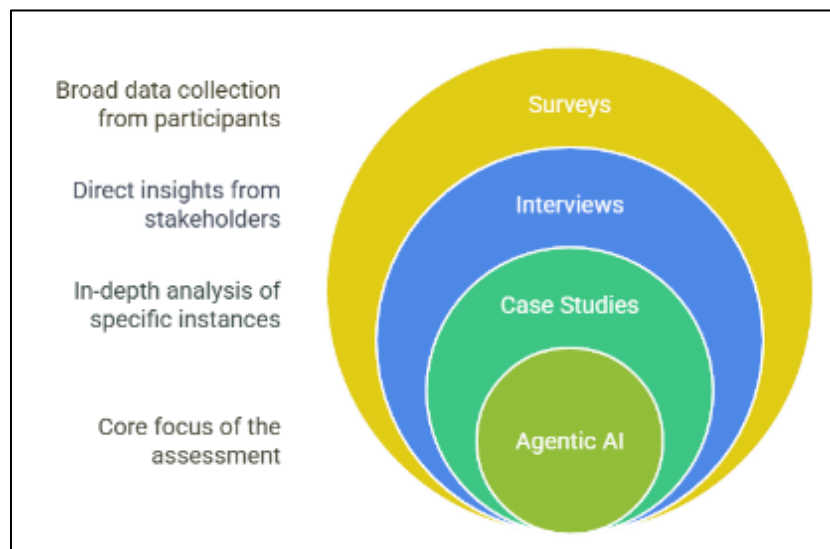 Broad data collection
from participants
Surveys
Direct insights from
stakeholders
Interviews
In-depth analysis of
specific instances
Case Studies
Core focus of the
assessment
Agentic AI